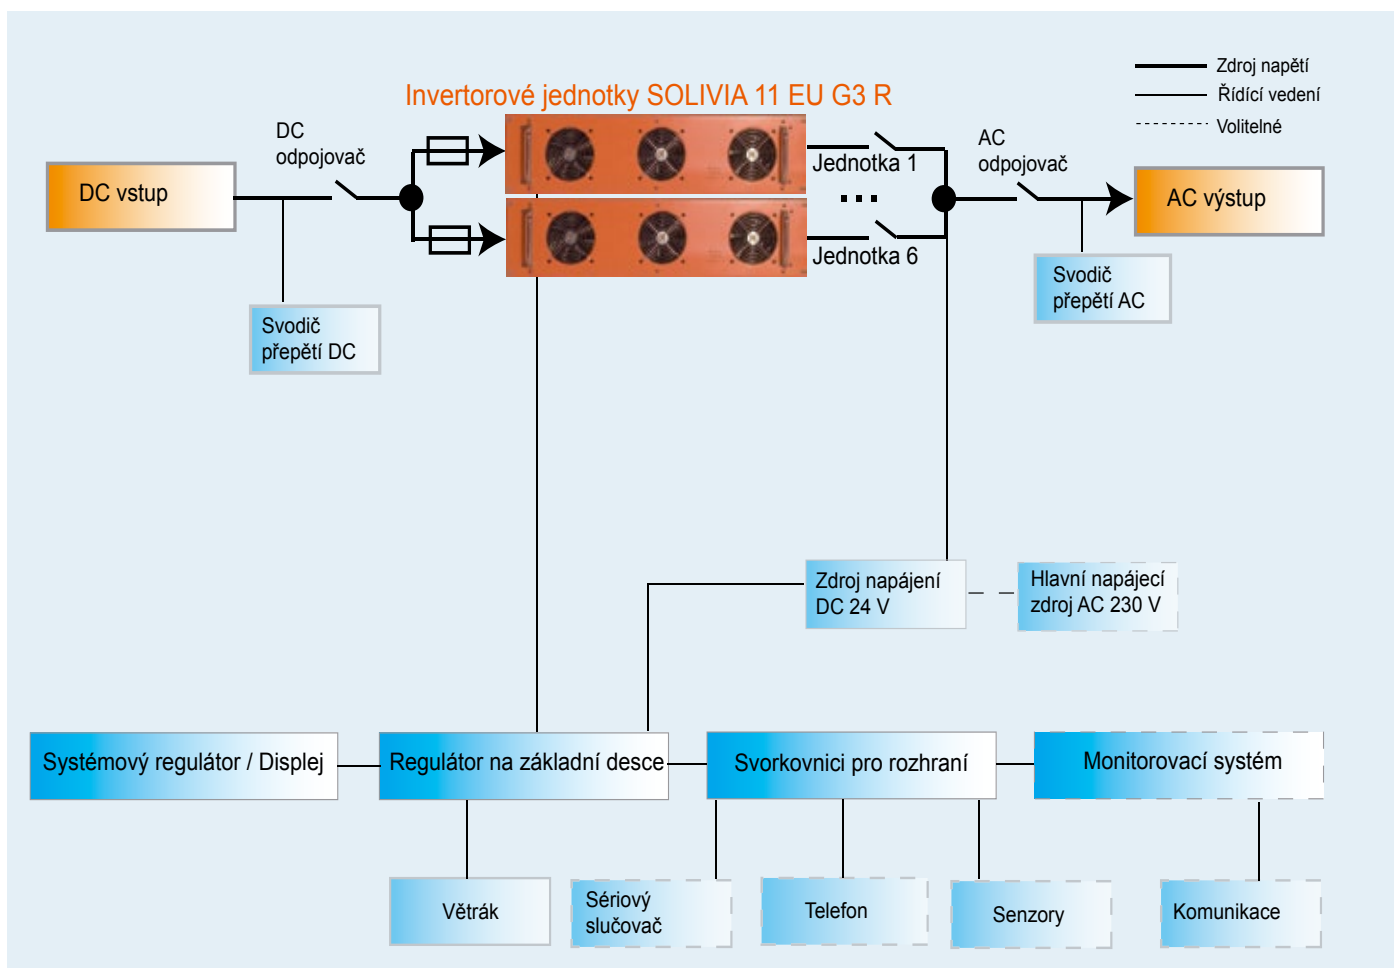 Zdroj napětí
Řídící vedení
Volitelné
Invertorové jednotky SOLIVIA 11 EU G3 R
DC
odpojovač
DC vstup
Jednotka 1
Jednotka 6
AC
odpojovač
AC výstup
Svodič
přepětí DC
Svodič
přepětí AC
Zdroj napájení
DC 24 V
Hlavní napájecí
zdroj AC 230 V
Systémový regulátor / Displej
Regulátor na základní desce
Svorkovnici pro rozhraní
Monitorovací systém
Větrák
Sériový
slučovač
Telefon
Senzory
Komunikace